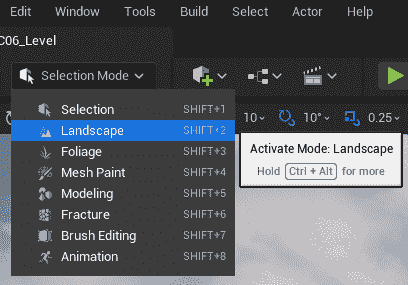 Edit Window Tools Build Select Actor Help
C06_Level
Selection Mode
10 10° 0.25
Selection SHIFT+1
Landscape SHIFT+2
Foliage SHIFT+3
Mesh Paint SHIFT+4
Modeling SHIFT+5
Fracture SHIFT+6
Brush Editing SHIFT+7
Animation SHIFT+8
Activate Mode: Landscape
Hold Ctrl + Alt for more